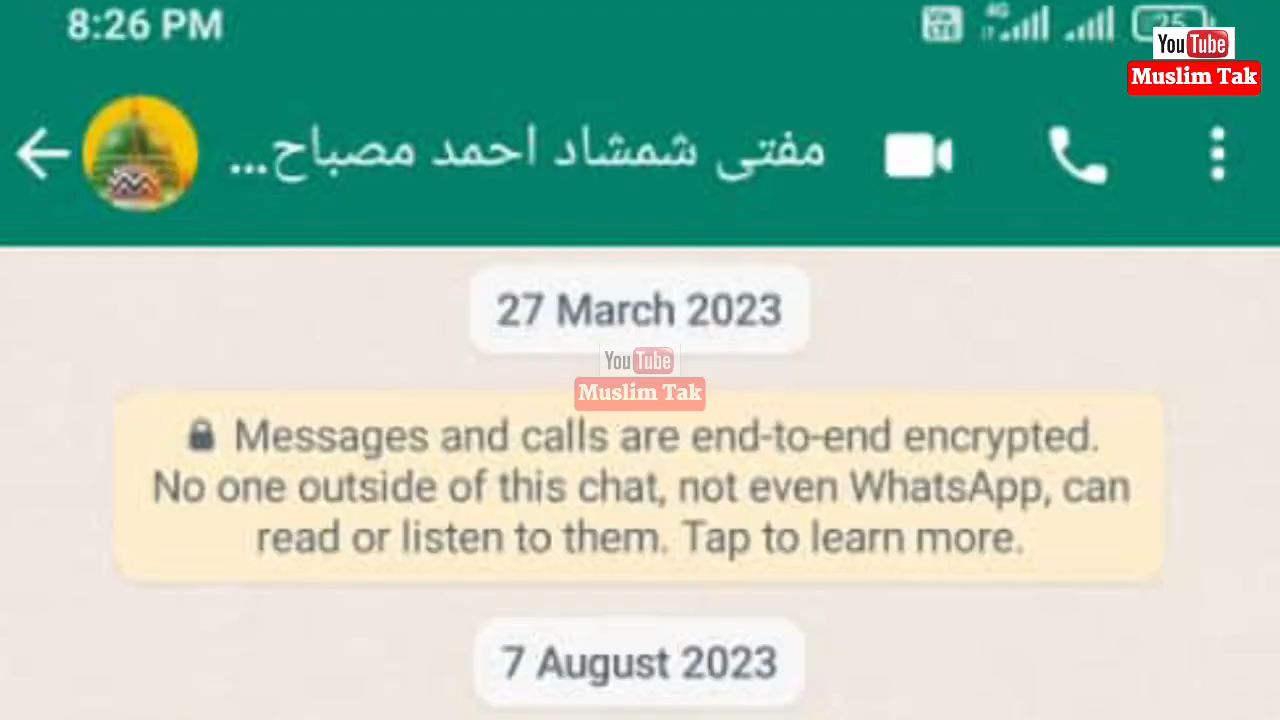 8:26 PM
4G
25
YouTube
Muslim Tak
مفتی شمشاد احمد مصباح...
27 March 2023
YouTube
Muslim Tak
Messages and calls are end-to-end encrypted.
No one outside of this chat, not even WhatsApp, can
read or listen to them. Tap to learn more.
7 August 2023